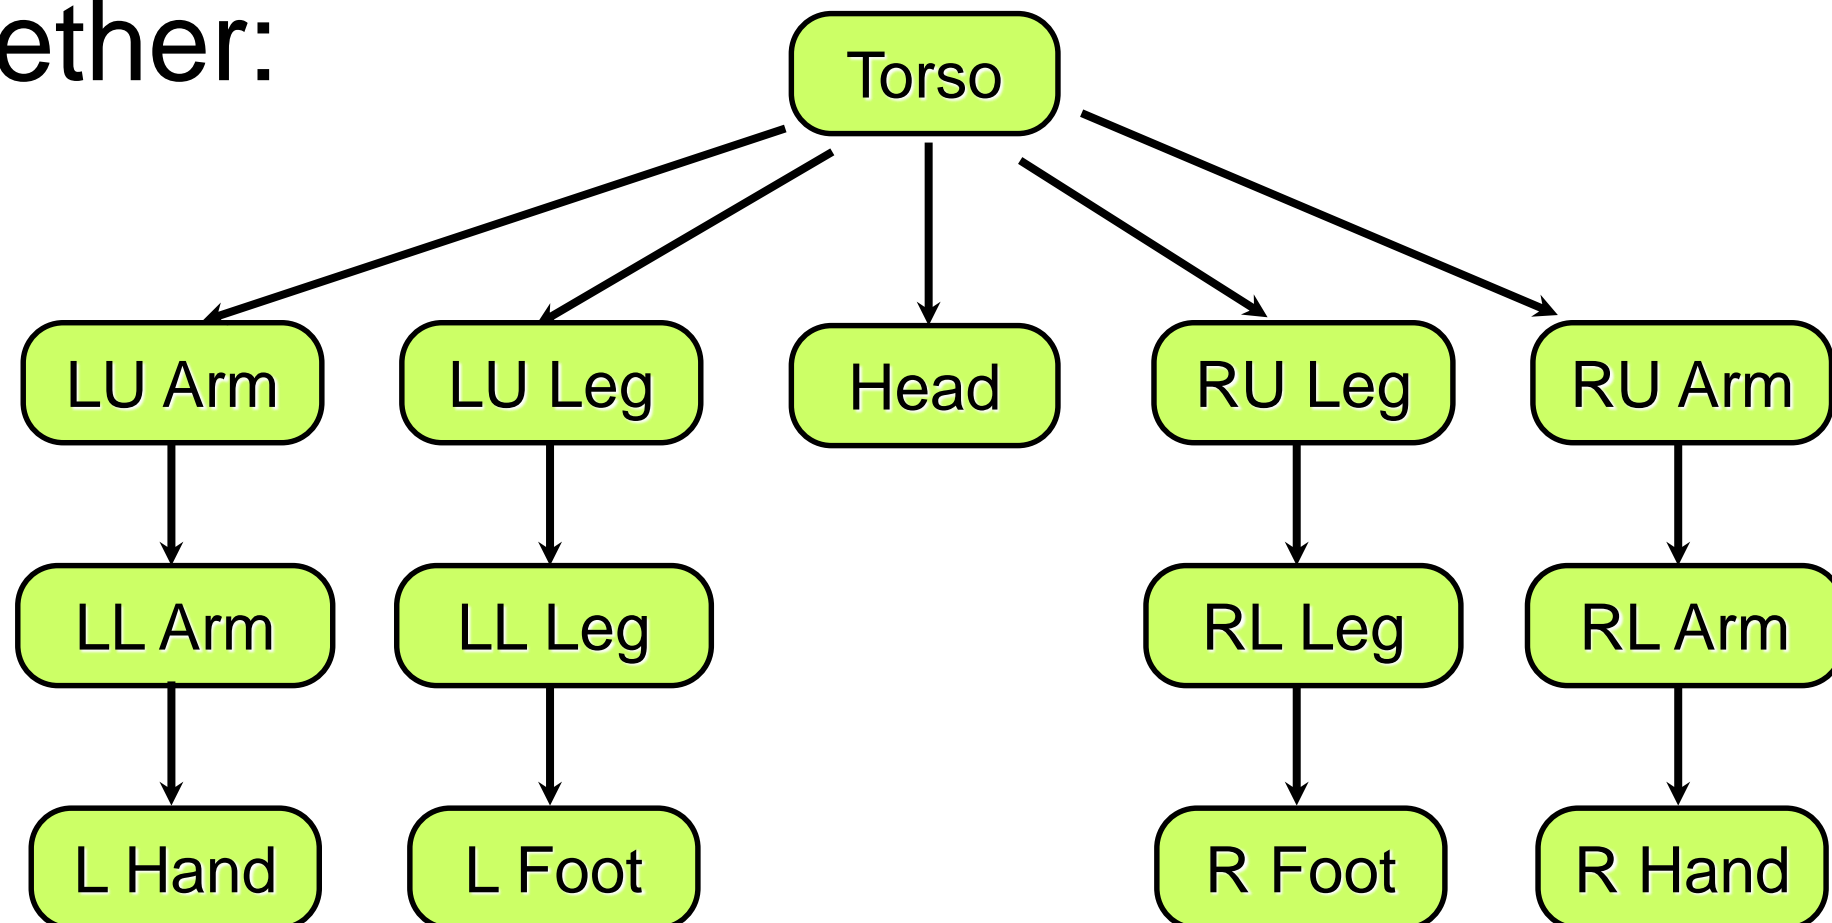 ether:
Torso
LU Arm LU Leg Head RU Leg RU Arm
LL Arm LL Leg RL Leg RL Arm
L Hand L Foot R Foot R Hand